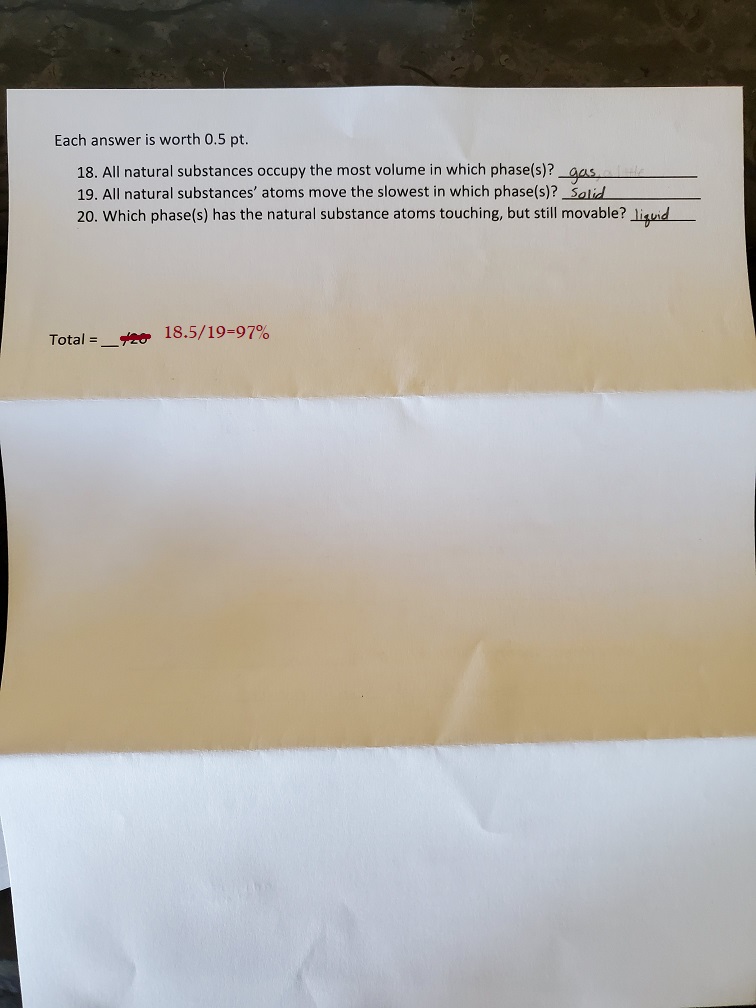 Each answer is worth 0.5 pt.
18. All natural substances occupy the most volume in which phase(s)? gas,
19. All natural substances' atoms move the slowest in which phase(s)? Solid
20. Which phase(s) has the natural substance atoms touching, but still movable? liquid
Total = __ /20 18.5/19=97%